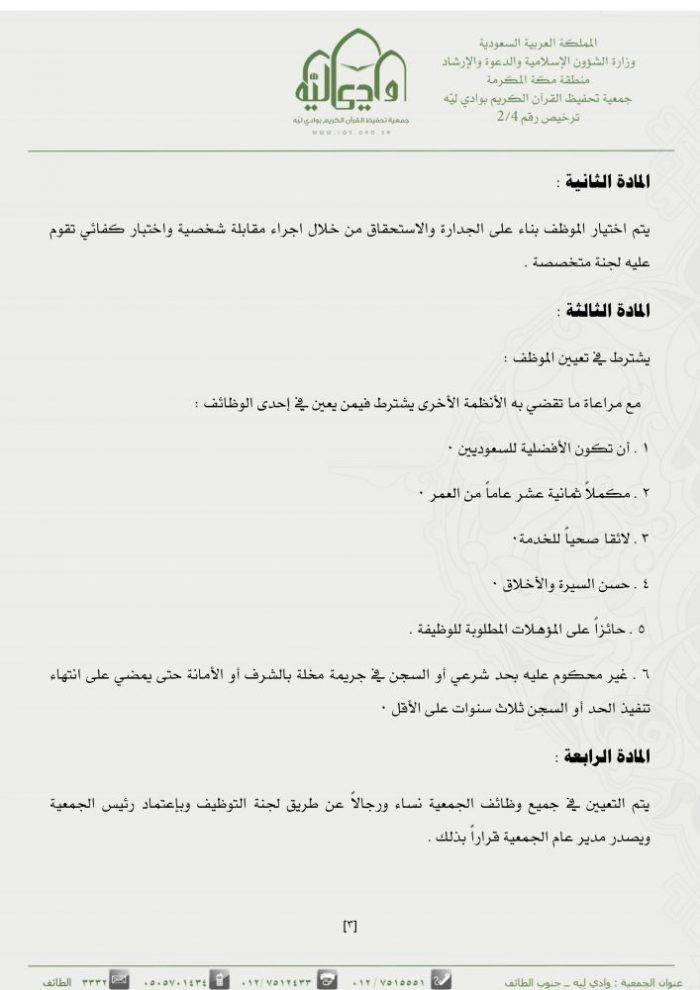 المملكة العربية السعودية
وزارة الشؤون الإسلامية والدعوة والإرشاد
منطقة مكة المكرمة
جمعية تحفيظ القرآن الكريم بوادي ليّه
ترخيص رقم 2/4
وادي ليّه
جمعية تحفيظ القرآن الكريم بوادي ليّه
المادة الثانية :
يتم اختيار الموظف بناء على الجدارة والاستحقاق من خلال اجراء مقابلة شخصية واختبار كفائي تقوم
عليه لجنة متخصصة .
المادة الثالثة :
يشترط في تعيين الموظف :
مع مراعاة ما تقضي به الأنظمة الأخرى يشترط فيمن يعين في إحدى الوظائف :
١ . أن تكون الأفضلية للسعوديين ٠
٢ . مكملاً ثمانية عشر عاماً من العمر ٠
٣ . لائقا صحياً للخدمة٠
٤ . حسن السيرة والأخلاق ٠
٥ . حائزاً على المؤهلات المطلوبة للوظيفة .
٦ . غير محكوم عليه بحد شرعي أو السجن في جريمة مخلة بالشرف أو الأمانة حتى يمضي على انتهاء
تنفيذ الحد أو السجن ثلاث سنوات على الأقل ٠
المادة الرابعة :
يتم التعيين في جميع وظائف الجمعية نساء ورجالاً عن طريق لجنة التوظيف وبإعتماد رئيس الجمعية
ويصدر مدير عام الجمعية قراراً بذلك .
[٣]
عنوان الجمعية : وادي ليه – جنوب الطائف ٠١٢/ ٧٥١٥٥٥١ ٠١٢/ ٧٥١٢٤٣٣ ٠٥٠٥٧٠١٤٣٤ ٣٣٣٢ الطائف